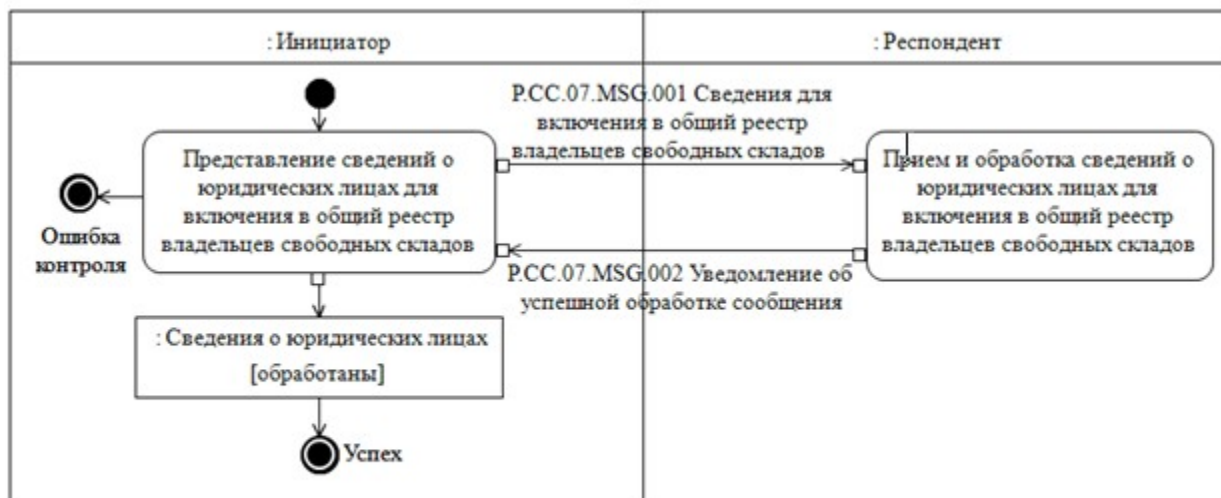 : Инициатор
: Респондент
P.CC.07.MSG.001 Сведения для
включения в общий реестр
владельцев свободных складов
Представление сведений о
юридических лицах для
включения в общий реестр
владельцев свободных складов
Прием и обработка сведений о
юридических лицах для
включения в общий реестр
владельцев свободных складов
Ошибка
контроля
P.CC.07.MSG.002 Уведомление об
успешной обработке сообщения
: Сведения о юридических лицах
[обработаны]
Успех